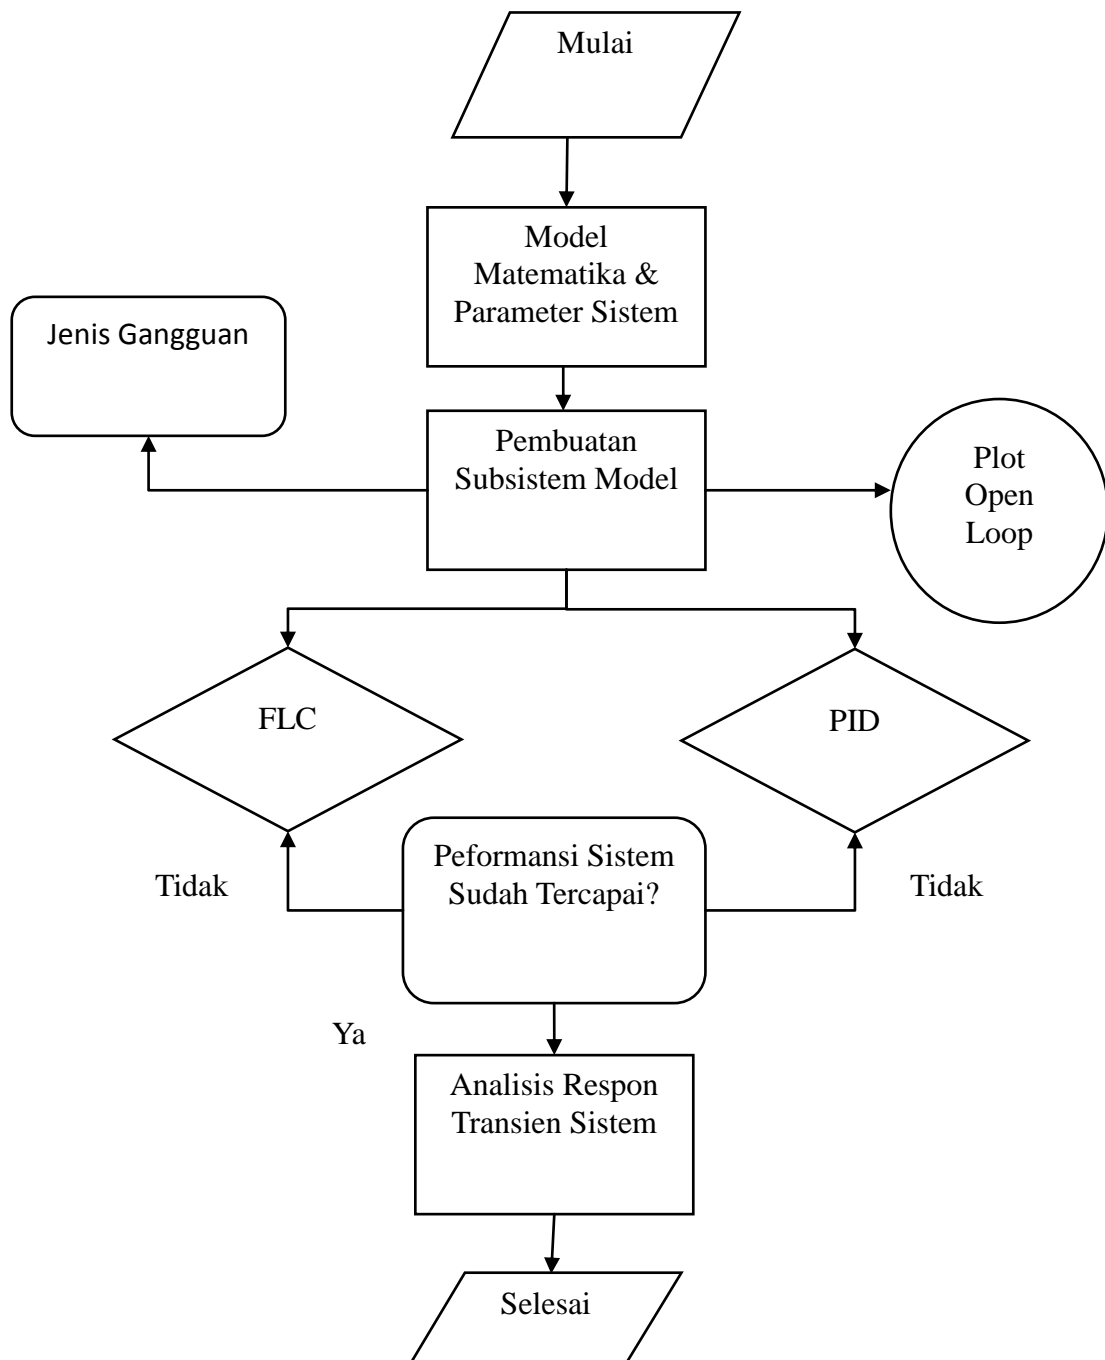 Mulai
Model
Matematika &
Parameter Sistem
Jenis Gangguan
Pembuatan
Subsistem Model
Plot
Open
Loop
FLC
PID
Peformansi Sistem
Sudah Tercapai?
Tidak
Tidak
Ya
Analisis Respon
Transien Sistem
Selesai